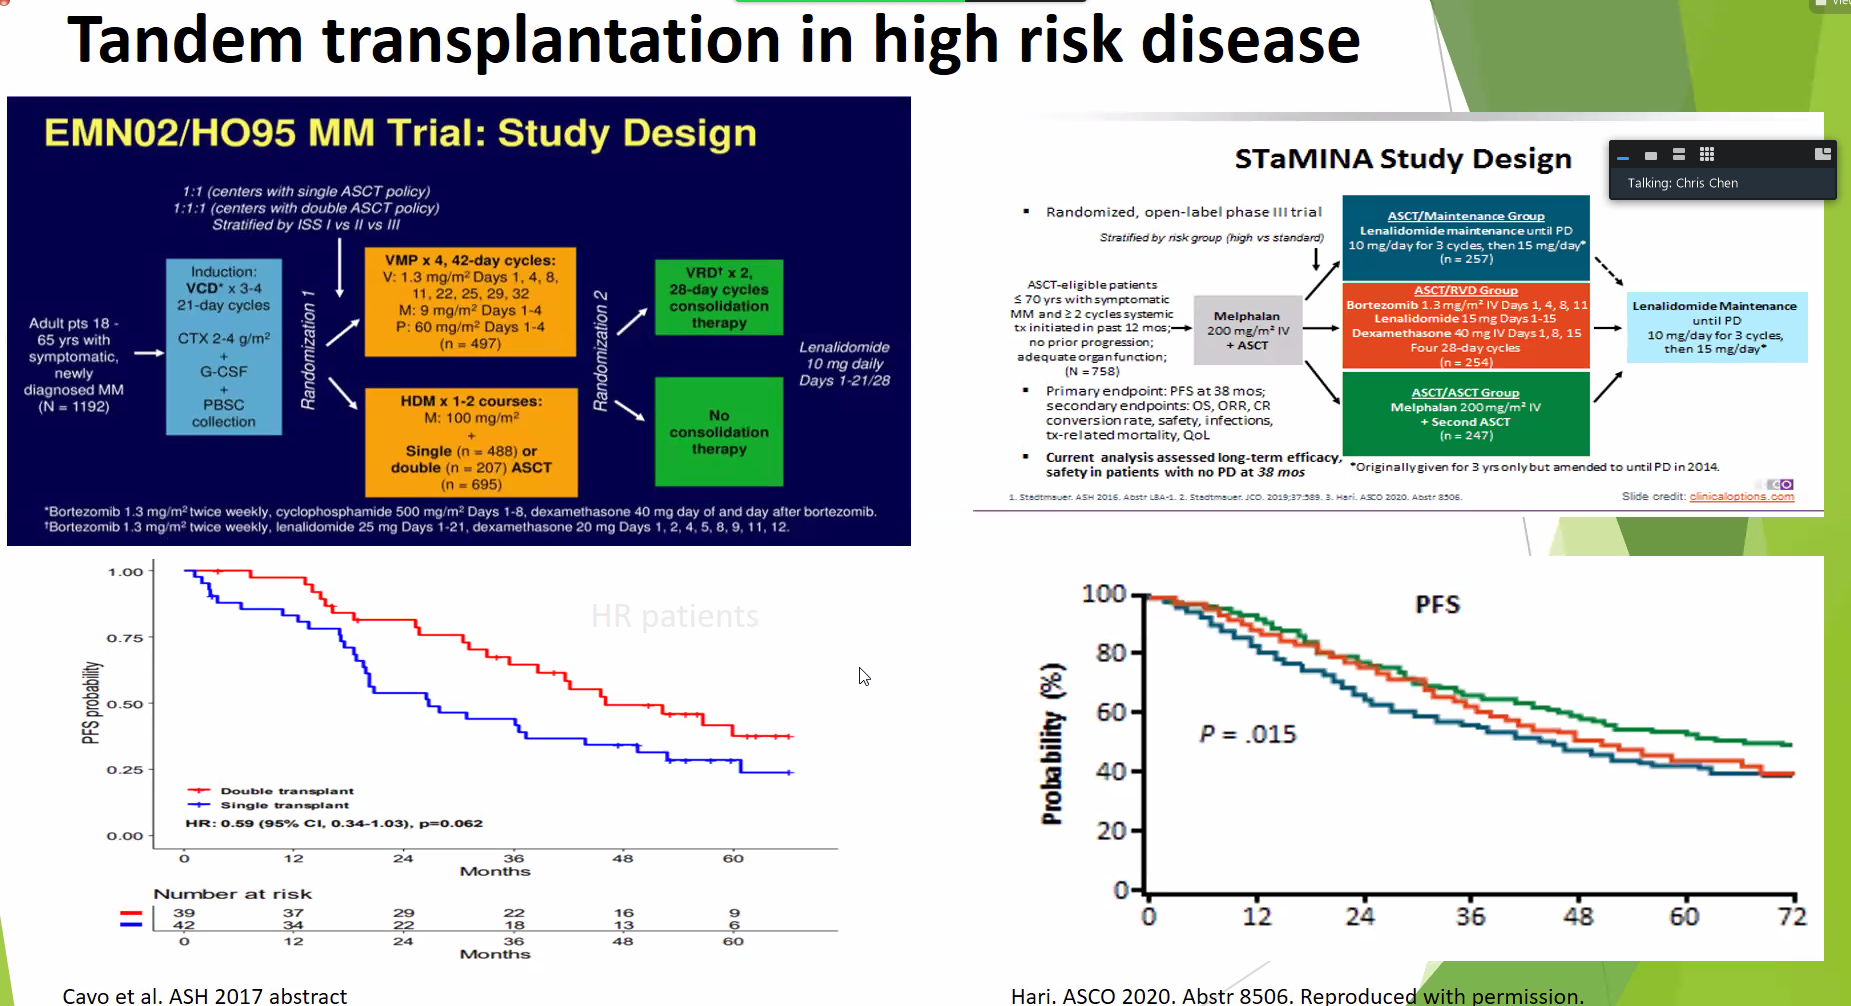 Tandem transplantation in high risk disease
EMN02/HO95 MM Trial: Study Design
1:1 (centers with single ASCT policy)
1:1:1 (centers with double ASCT policy)
Stratified by ISS I vs II vs III
Adult pts 18 -
65 yrs with
symptomatic,
newly
diagnosed MM
(N = 1192)
Induction:
VCD* x 3-4
21-day cycles
CTX 2-4 g/m²
+
G-CSF
+
PBSC
collection
Randomization 1
VMP x 4, 42-day cycles:
V: 1.3 mg/m² Days 1, 4, 8,
11, 22, 25, 29, 32
M: 9 mg/m² Days 1-4
P: 60 mg/m² Days 1-4
(n = 497)
HDM x 1-2 courses:
M: 100 mg/m²
+
Single (n = 488) or
double (n = 207) ASCT
(n = 695)
Randomization 2
VRD† x 2,
28-day cycles
consolidation
therapy
No
consolidation
therapy
Lenalidomide
10 mg daily
Days 1-21/28
*Bortezomib 1.3 mg/m² twice weekly, cyclophosphamide 500 mg/m² Days 1-8, dexamethasone 40 mg day of and day after bortezomib.
†Bortezomib 1.3 mg/m² twice weekly, lenalidomide 25 mg Days 1-21, dexamethasone 20 mg Days 1, 2, 4, 5, 8, 9, 11, 12.
STaMINA Study Design
Talking: Chris Chen
▪ Randomized, open-label phase III trial
Stratified by risk group (high vs standard)
ASCT-eligible patients
≤ 70 yrs with symptomatic
MM and ≥ 2 cycles systemic
tx initiated in past 12 mos;
no prior progression;
adequate organ function;
(N = 758)
Melphalan
200 mg/m² IV
+ ASCT
ASCT/Maintenance Group
Lenalidomide maintenance until PD
10 mg/day for 3 cycles, then 15 mg/day*
(n = 257)
ASCT/RVD Group
Bortezomib 1.3 mg/m² IV Days 1, 4, 8, 11
Lenalidomide 15 mg Days 1-15
Dexamethasone 40 mg IV Days 1, 8, 15
Four 28-day cycles
(n = 254)
ASCT/ASCT Group
Melphalan 200 mg/m² IV
+ Second ASCT
(n = 247)
Lenalidomide Maintenance
until PD
10 mg/day for 3 cycles,
then 15 mg/day*
▪ Primary endpoint: PFS at 38 mos;
secondary endpoints: OS, ORR, CR
conversion rate, safety, infections,
tx-related mortality, QoL
▪ Current analysis assessed long-term efficacy,
safety in patients with no PD at 38 mos
*Originally given for 3 yrs only but amended to until PD in 2014.
1. Stadtmauer. ASH 2016. Abstr LBA-1. 2. Stadtmauer. JCO. 2019;37:589. 3. Hari. ASCO 2020. Abstr 8506.
Slide credit: clinicaloptions.com
HR patients
PFS probability
1.00
0.75
0.50
0.25
0.00
Double transplant
Single transplant
HR: 0.59 (95% CI, 0.34-1.03), p=0.062
0 12 24 36 48 60
Months
Number at risk
39 37 29 22 16 9
42 34 22 18 13 6
0 12 24 36 48 60
Months
Cavo et al. ASH 2017 abstract
PFS
P = .015
Probability (%)
100
80
60
40
20
0
0 12 24 36 48 60 72
Hari. ASCO 2020. Abstr 8506. Reproduced with permission.